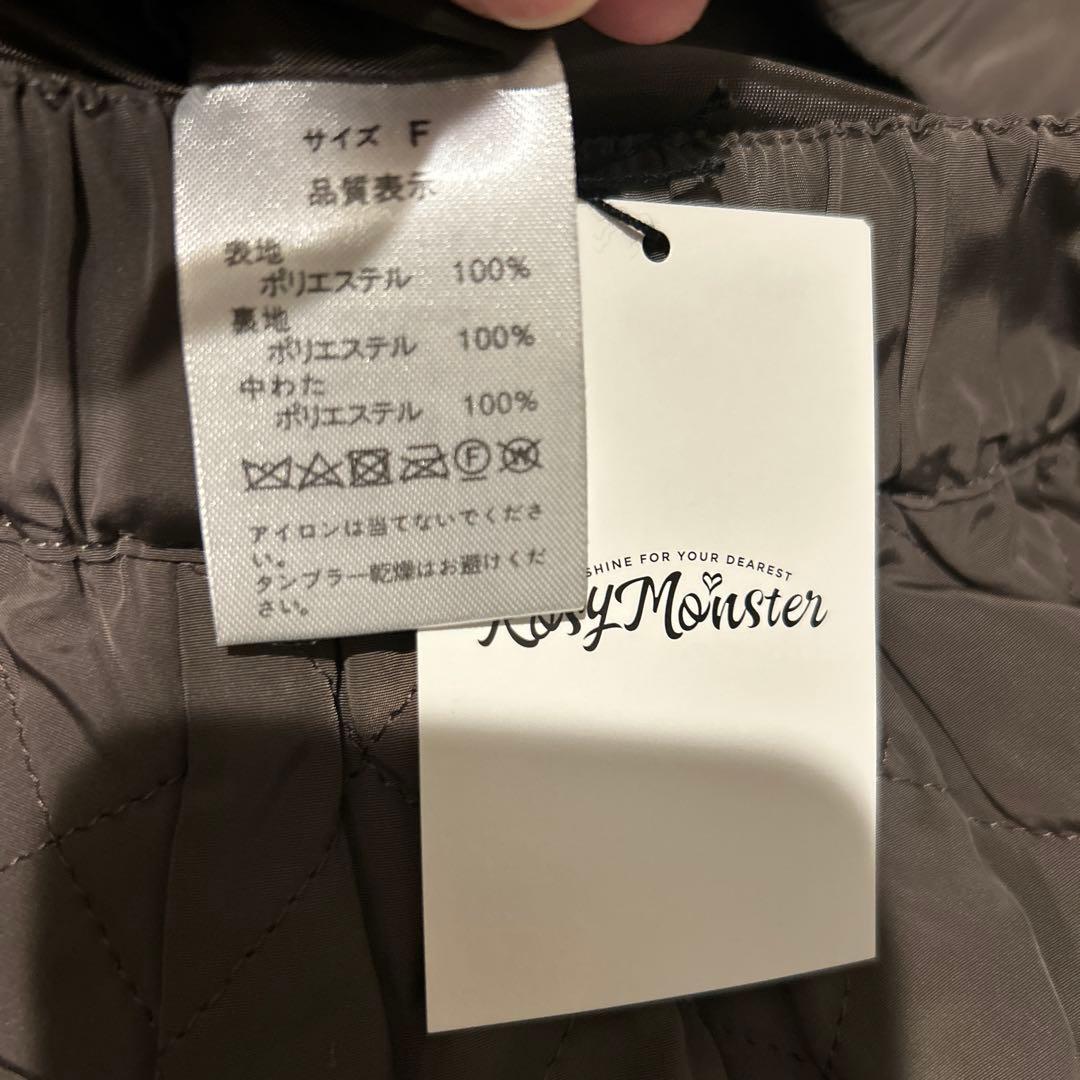 サイズ F
品質表示
表地
ポリエステル 100%
裏地
ポリエステル 100%
中わた
ポリエステル 100%
F W
アイロンは当てないでくださ
い。
タンブラー乾燥はお避けくだ
さい。
SHINE FOR YOUR DEAREST
Rosy Monster